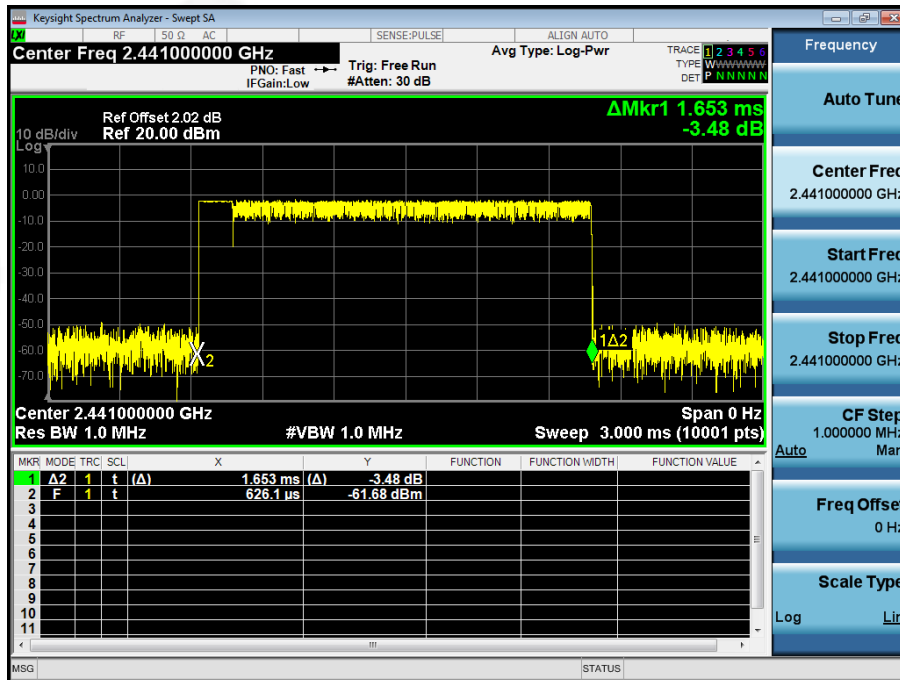 Keysight Spectrum Analyzer - Swept SA
LXI RF 50 Ω AC SENSE:PULSE ALIGN AUTO
Center Freq 2.441000000 GHz
PNO: Fast
IFGain:Low
Trig: Free Run
#Atten: 30 dB
Avg Type: Log-Pwr
TRACE 1 2 3 4 5 6
TYPE WWWWWW
DET P N N N N N
ΔMkr1 1.653 ms
-3.48 dB
Ref Offset 2.02 dB
10 dB/div Ref 20.00 dBm
Log
10.0
0.00
-10.0
-20.0
-30.0
-40.0
-50.0
-60.0
-70.0
X2
1Δ2
Center 2.441000000 GHz Span 0 Hz
Res BW 1.0 MHz #VBW 1.0 MHz Sweep 3.000 ms (10001 pts)
MKR MODE TRC SCL X Y FUNCTION FUNCTION WIDTH FUNCTION VALUE
1 Δ2 1 t (Δ) 1.653 ms (Δ) -3.48 dB
2 F 1 t 626.1 µs -61.68 dBm
3
4
5
6
7
8
9
10
11
MSG STATUS
Frequency
Auto Tune
Center Freq
2.441000000 GHz
Start Freq
2.441000000 GHz
Stop Freq
2.441000000 GHz
CF Step
1.000000 MHz
Auto Man
Freq Offset
0 Hz
Scale Type
Log Lin